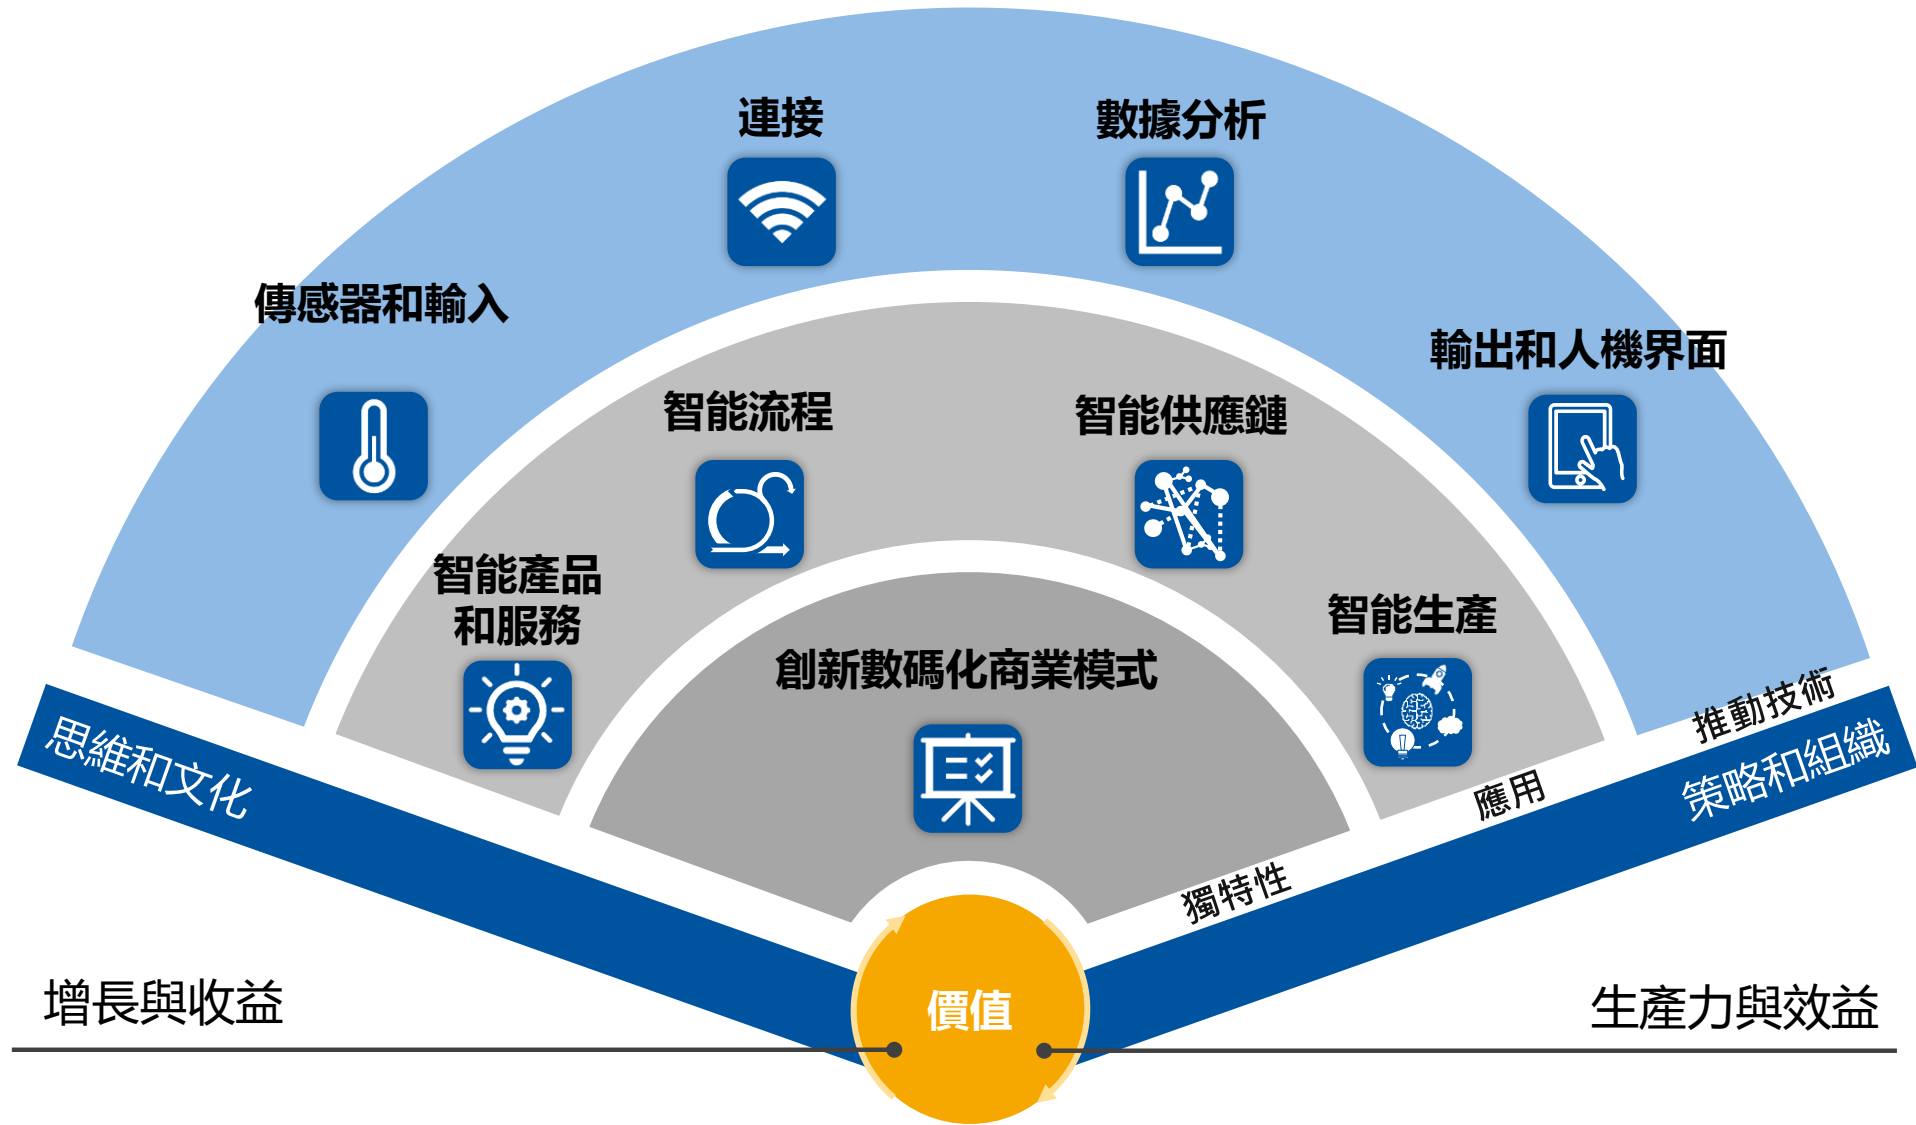 連接
數據分析
傳感器和輸入
輸出和人機界面
智能流程
智能供應鏈
智能產品
和服務
智能生產
創新數碼化商業模式
推動技術
應用
獨特性
思維和文化
策略和組織
增長與收益
價值
生產力與效益